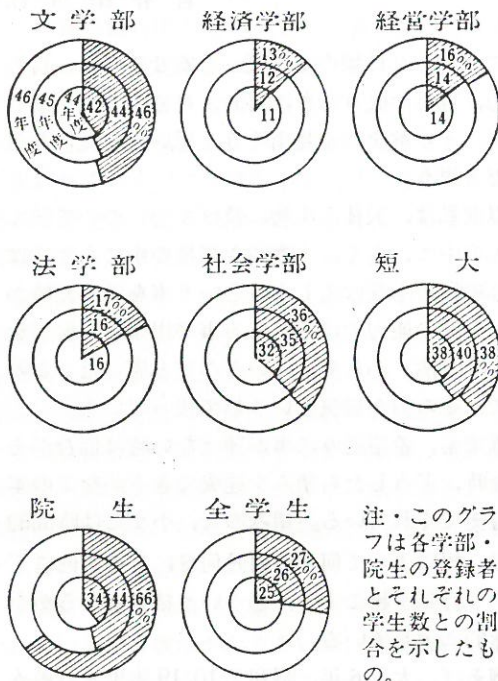 文学部 経済学部 経営学部
46年度 45年度 44年度 42 44 46%
13% 12 11
16% 14 14
法学部 社会学部 短大
17% 16 16
36% 35 32
38 40 38%
院生 全学生
34 44 66%
27% 26 25
注・このグラ
フは各学部・
院生の登録者
とそれぞれの
学生数との割
合を示したも
の。